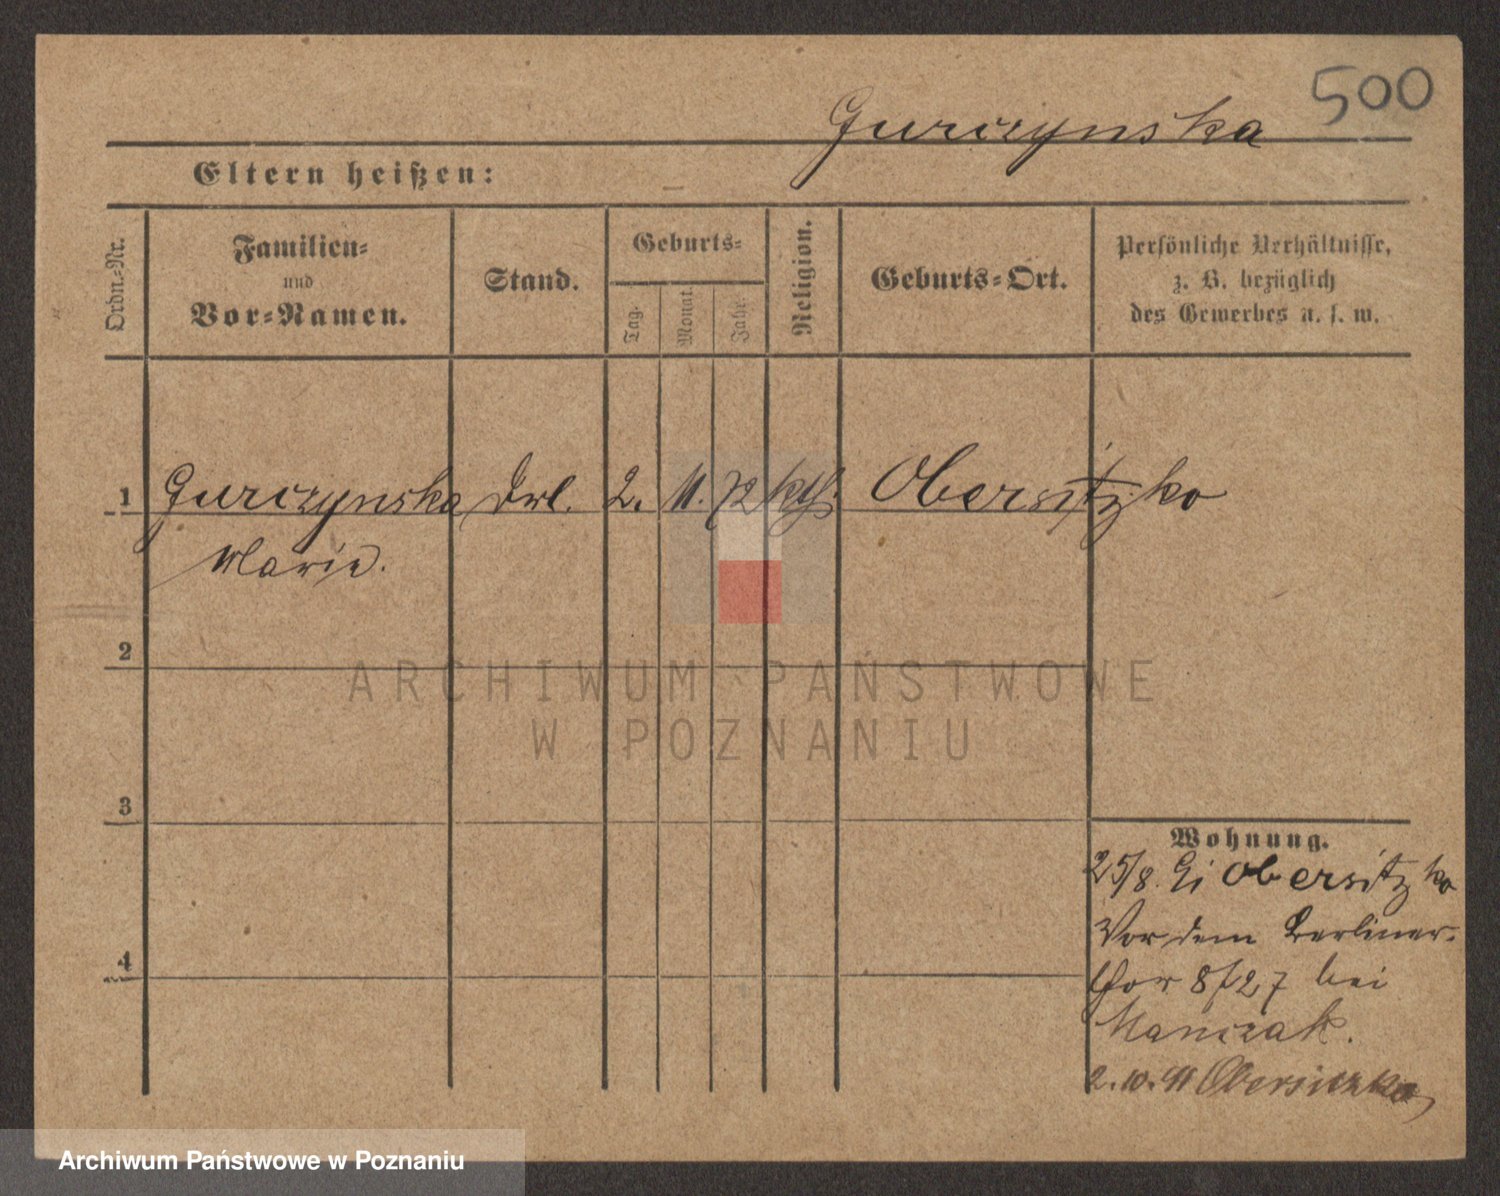 500
Gurczynska
Eltern heißen: –
Ordn.-Nr.
Familien-
und
Vor-Namen.
Stand.
Geburts-
Tag.
Monat.
Jahr.
Religion.
Geburts-Ort.
Persönliche Verhältnisse,
z. B. bezüglich
des Gewerbes u. s. w.
1 Gurczynska 2. 11. 72 kth. Obersitzko
Marie.
2
ARCHIWUM PAŃSTWOWE
W POZNANIU
3
4
Wohnung.
25/8. Obersitzko
Vor dem Berliner-
thor 8/27 bei
Manczak.
2. 10. 91 Obersitzko
Archiwum Państwowe w Poznaniu